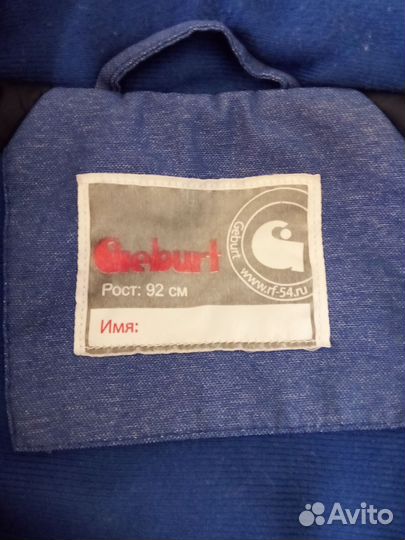 Geburt
Рост: 92 см
Имя:
Geburt
www.rf-54.ru
Avito